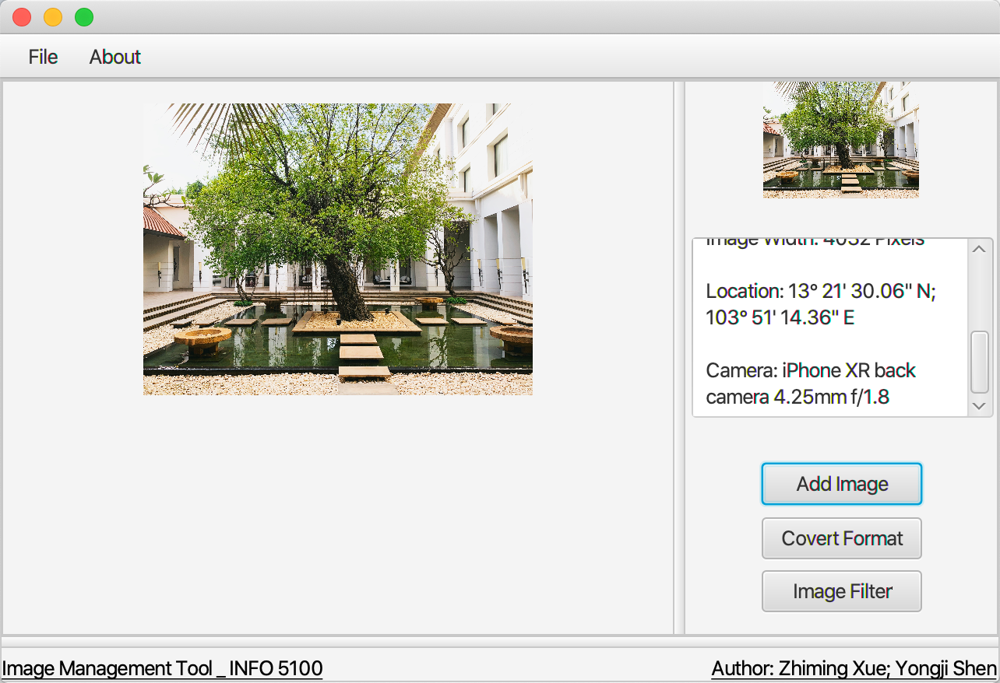 File About
Image Width: 4032 Pixels
Location: 13° 21' 30.06" N;
103° 51' 14.36" E
Camera: iPhone XR back
camera 4.25mm f/1.8
Add Image
Covert Format
Image Filter
Image Management Tool _ INFO 5100
Author: Zhiming Xue; Yongji Shen